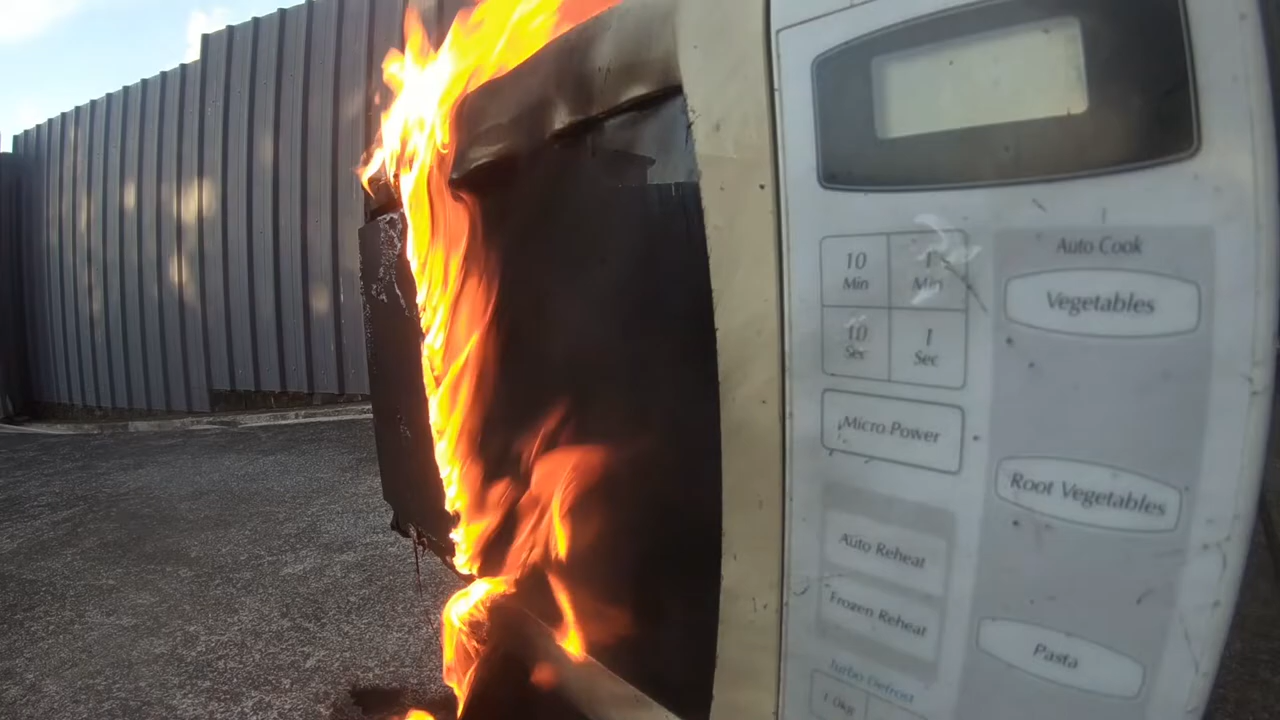 10
Min
1
Min
10
Sec
1
Sec
Micro Power
Auto Reheat
Frozen Reheat
Turbo Defrost
1.0kg
Auto Cook
Vegetables
Root Vegetables
Pasta